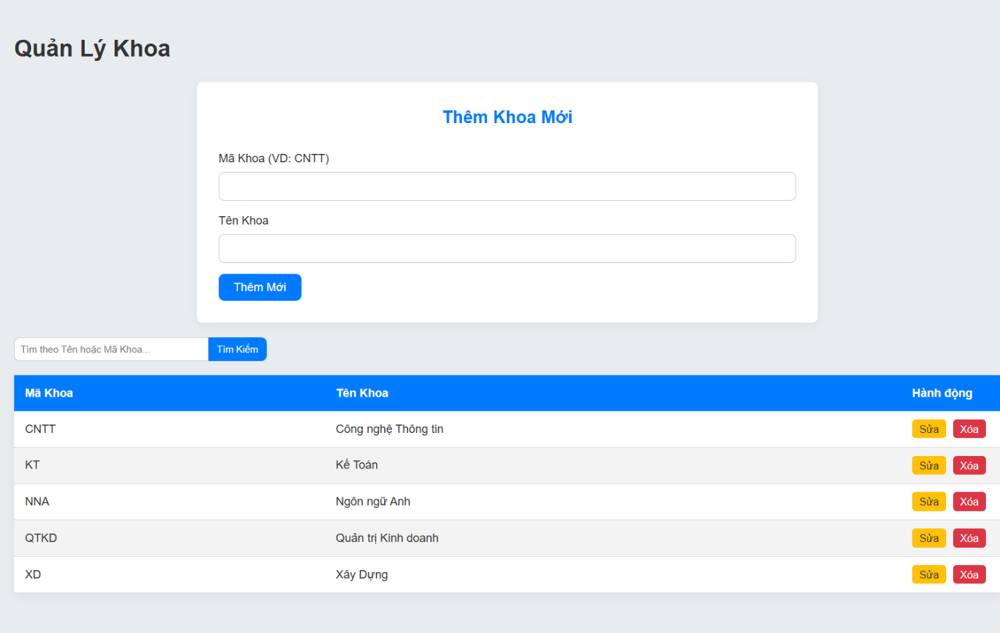 Quản Lý Khoa
Thêm Khoa Mới
Mã Khoa (VD: CNTT)
Tên Khoa
Thêm Mới
Tìm theo Tên hoặc Mã Khoa... Tìm Kiếm
Mã Khoa Tên Khoa Hành động
CNTT Công nghệ Thông tin Sửa Xóa
KT Kế Toán Sửa Xóa
NNA Ngôn ngữ Anh Sửa Xóa
QTKD Quản trị Kinh doanh Sửa Xóa
XD Xây Dựng Sửa Xóa